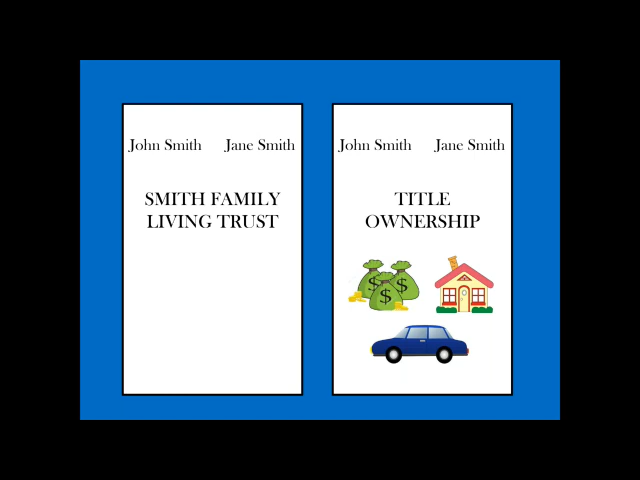 John Smith Jane Smith
SMITH FAMILY
LIVING TRUST
John Smith Jane Smith
TITLE
OWNERSHIP
$ $ $